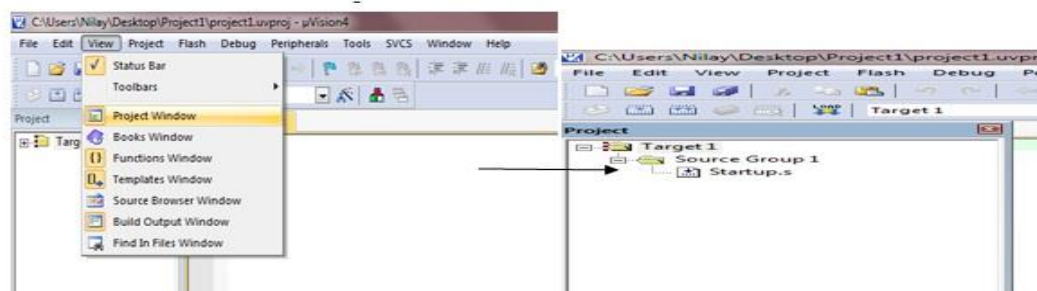 C:\Users\Nilay\Desktop\Project1\project1.uvproj - µVision4
File Edit View Project Flash Debug Peripherals Tools SVCS Window Help
Status Bar
Toolbars
Project
Project Window
Targ
Books Window
Functions Window
Templates Window
Source Browser Window
Build Output Window
Find In Files Window
C:\Users\Nilay\Desktop\Project1\project1.uvpr
File Edit View Project Flash Debug Pe
LOAD Target 1
Project
Target 1
Source Group 1
Startup.s